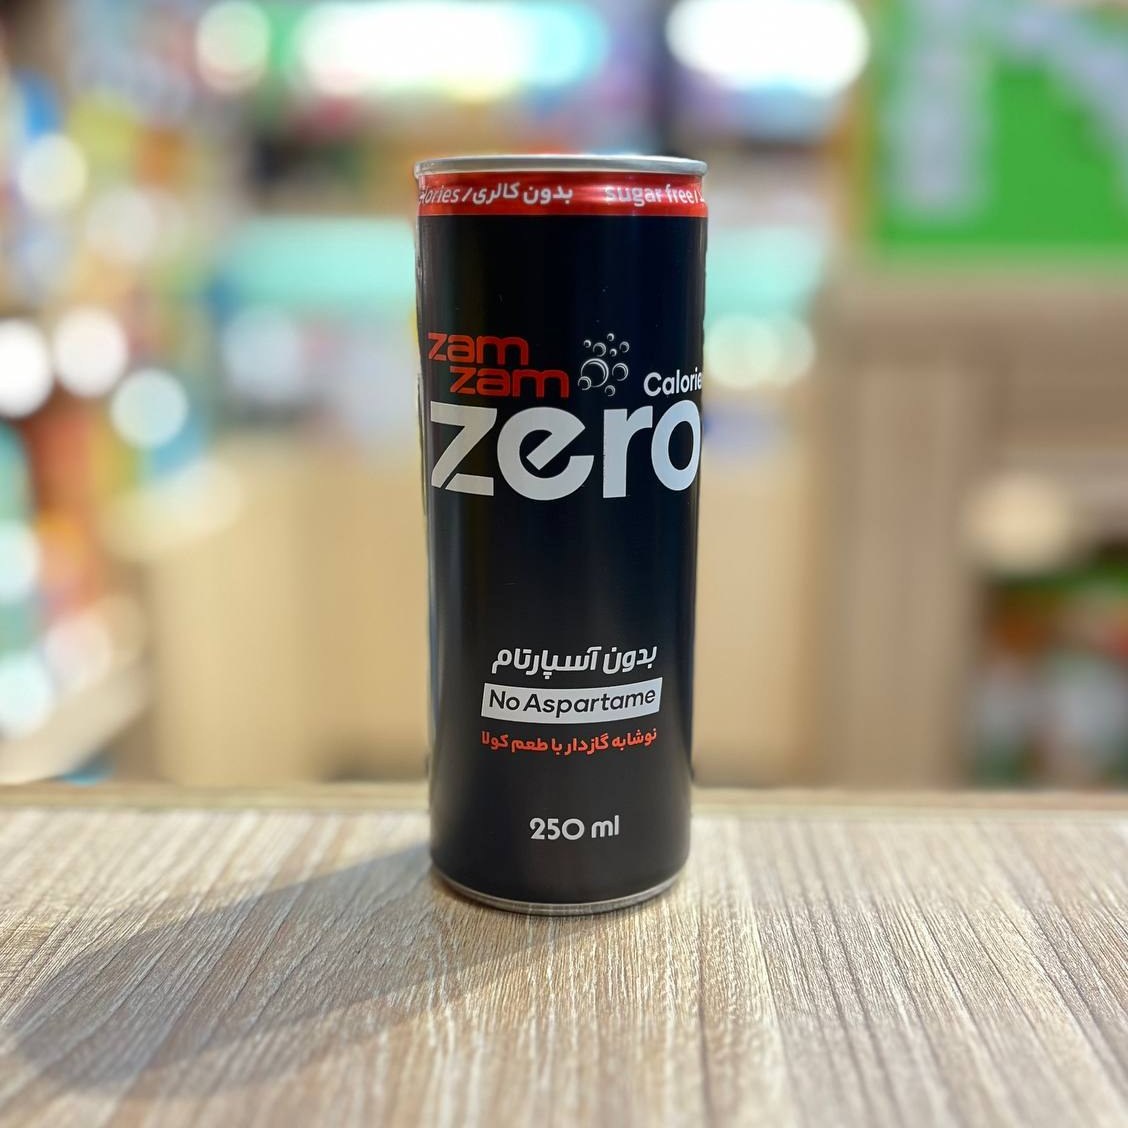 بدون کالری / Sugar free /
zam
zam
Calorie
zero
بدون آسپارتام
No Aspartame
نوشابه گازدار با طعم کولا
250 ml